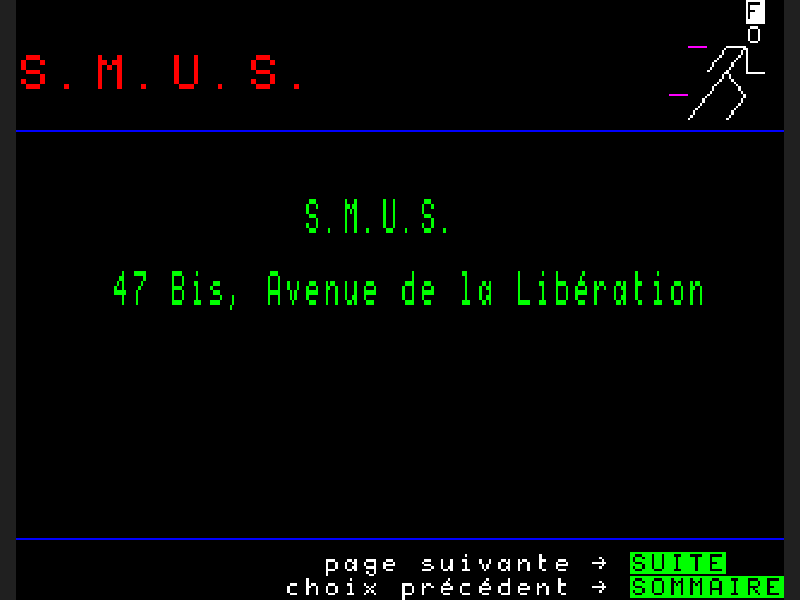 F
S.M.U.S.
S.M.U.S.
47 Bis, Avenue de la Libération
page suivante → SUITE
choix précédent → SOMMAIRE